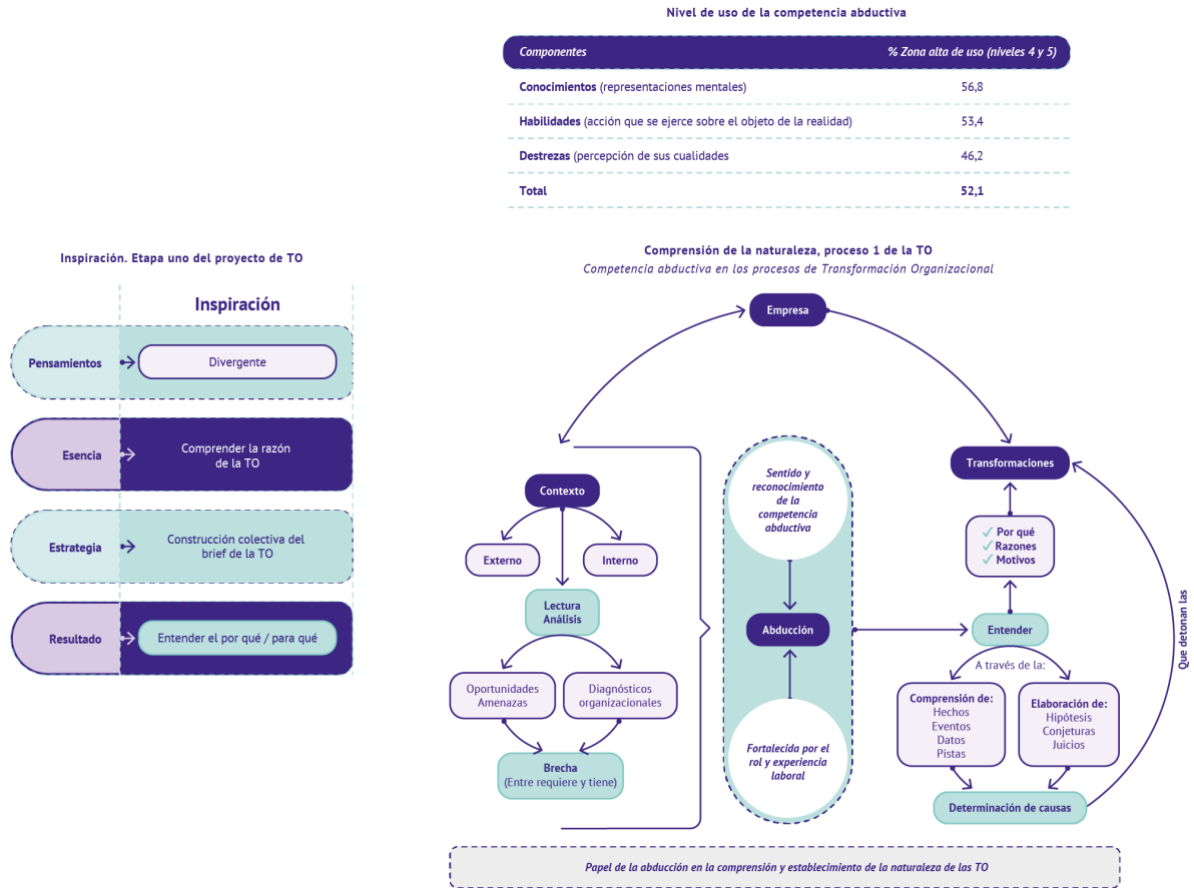 Nivel de uso de la competencia abductiva
Componentes % Zona alta de uso (niveles 4 y 5)
Conocimientos (representaciones mentales) 56,8
Habilidades (acción que se ejerce sobre el objeto de la realidad) 53,4
Destrezas (percepción de sus cualidades 46,2
Total 52,1
Inspiración. Etapa uno del proyecto de TO
Inspiración
Pensamientos
Divergente
Esencia
Comprender la razón
de la TO
Estrategia
Construcción colectiva del
brief de la TO
Resultado
Entender el por qué / para qué
Comprensión de la naturaleza, proceso 1 de la TO
Competencia abductiva en los procesos de Transformación Organizacional
Empresa
Contexto
Externo
Interno
Lectura
Análisis
Oportunidades
Amenazas
Diagnósticos
organizacionales
Brecha
(Entre requiere y tiene)
Sentido y
reconocimiento
de la
competencia
abductiva
Abducción
Fortalecida por el
rol y experiencia
laboral
Transformaciones
✓ Por qué
✓ Razones
✓ Motivos
Entender
A través de la:
Comprensión de:
Hechos
Eventos
Datos
Pistas
Elaboración de:
Hipótesis
Conjeturas
Juicios
Determinación de causas
Que detonan las
Papel de la abducción en la comprensión y establecimiento de la naturaleza de las TO